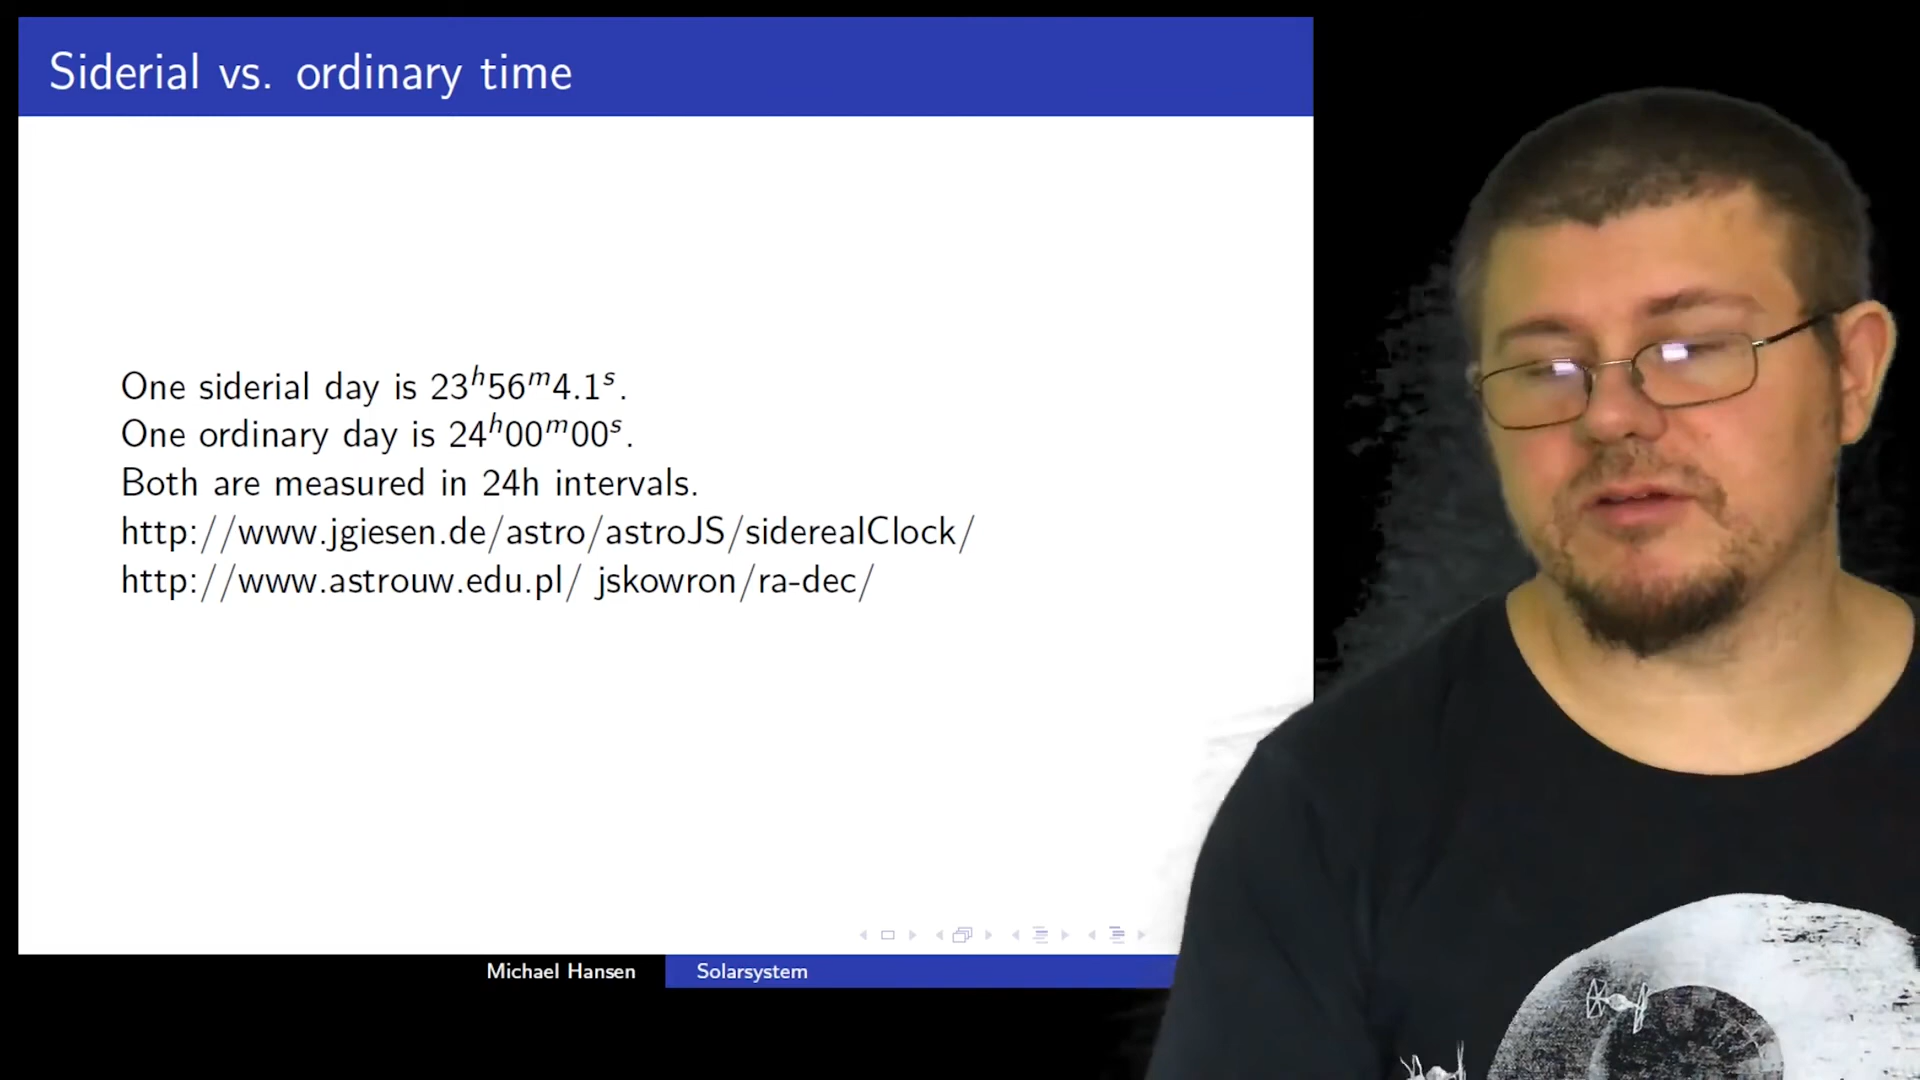 Siderial vs. ordinary time
One siderial day is 23ʰ56ᵐ4.1ˢ.
One ordinary day is 24ʰ00ᵐ00ˢ.
Both are measured in 24h intervals.
http://www.jgiesen.de/astro/astroJS/siderealClock/
http://www.astrouw.edu.pl/ jskowron/ra-dec/
Michael Hansen
Solarsystem